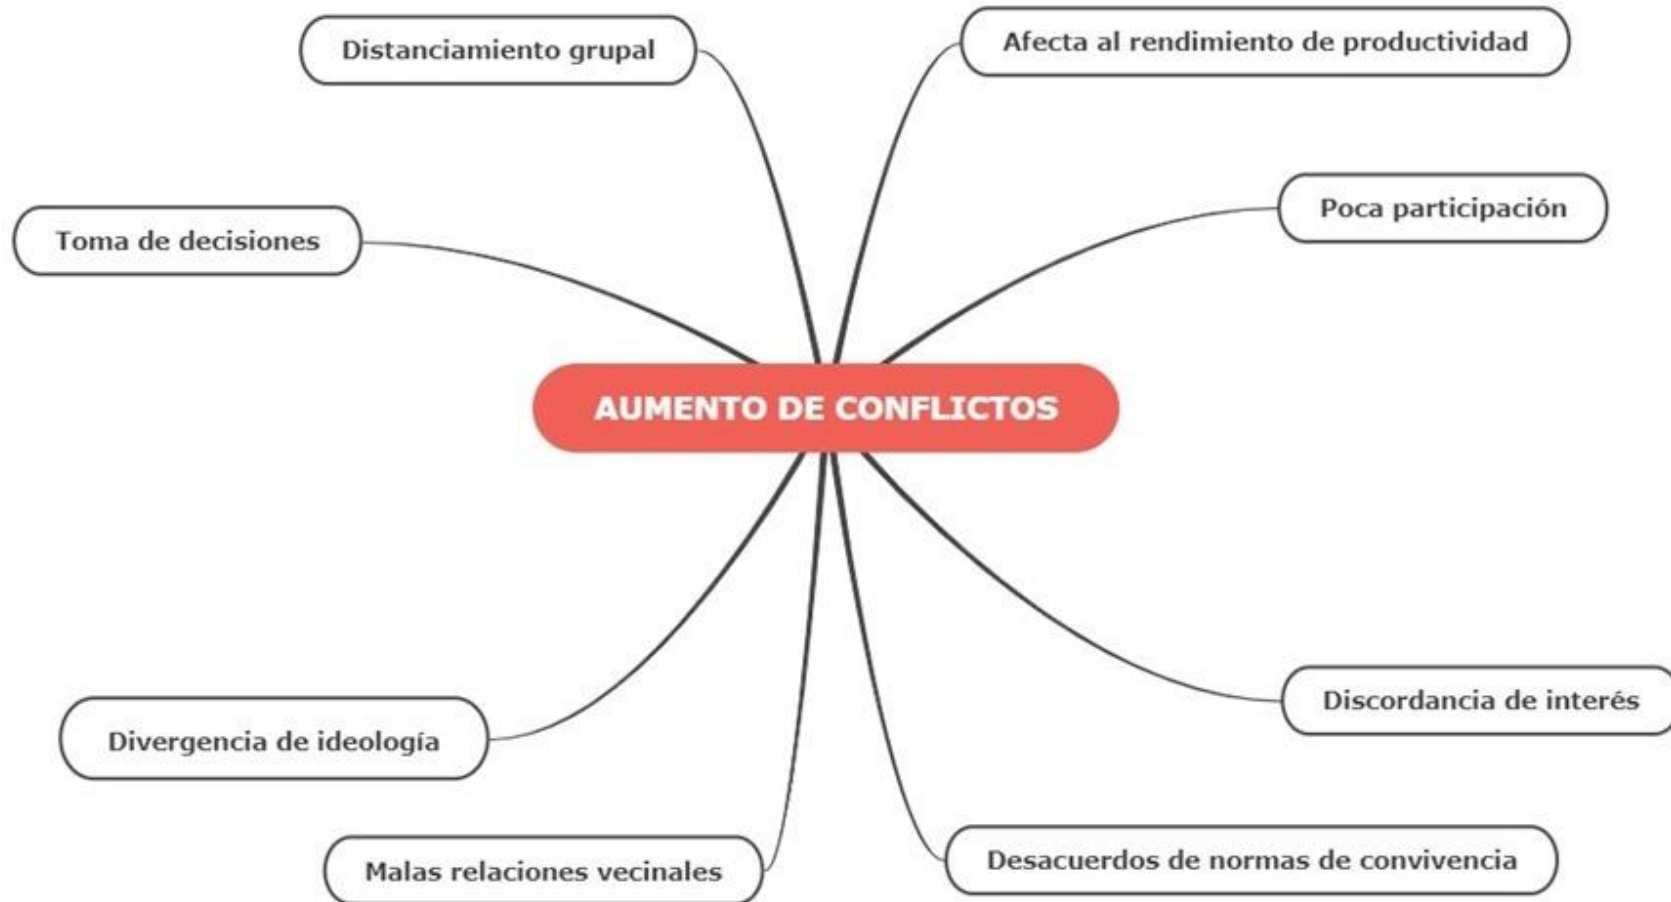 Distanciamiento grupal
Afecta al rendimiento de productividad
Toma de decisiones
Poca participación
AUMENTO DE CONFLICTOS
Divergencia de ideología
Discordancia de interés
Malas relaciones vecinales
Desacuerdos de normas de convivencia